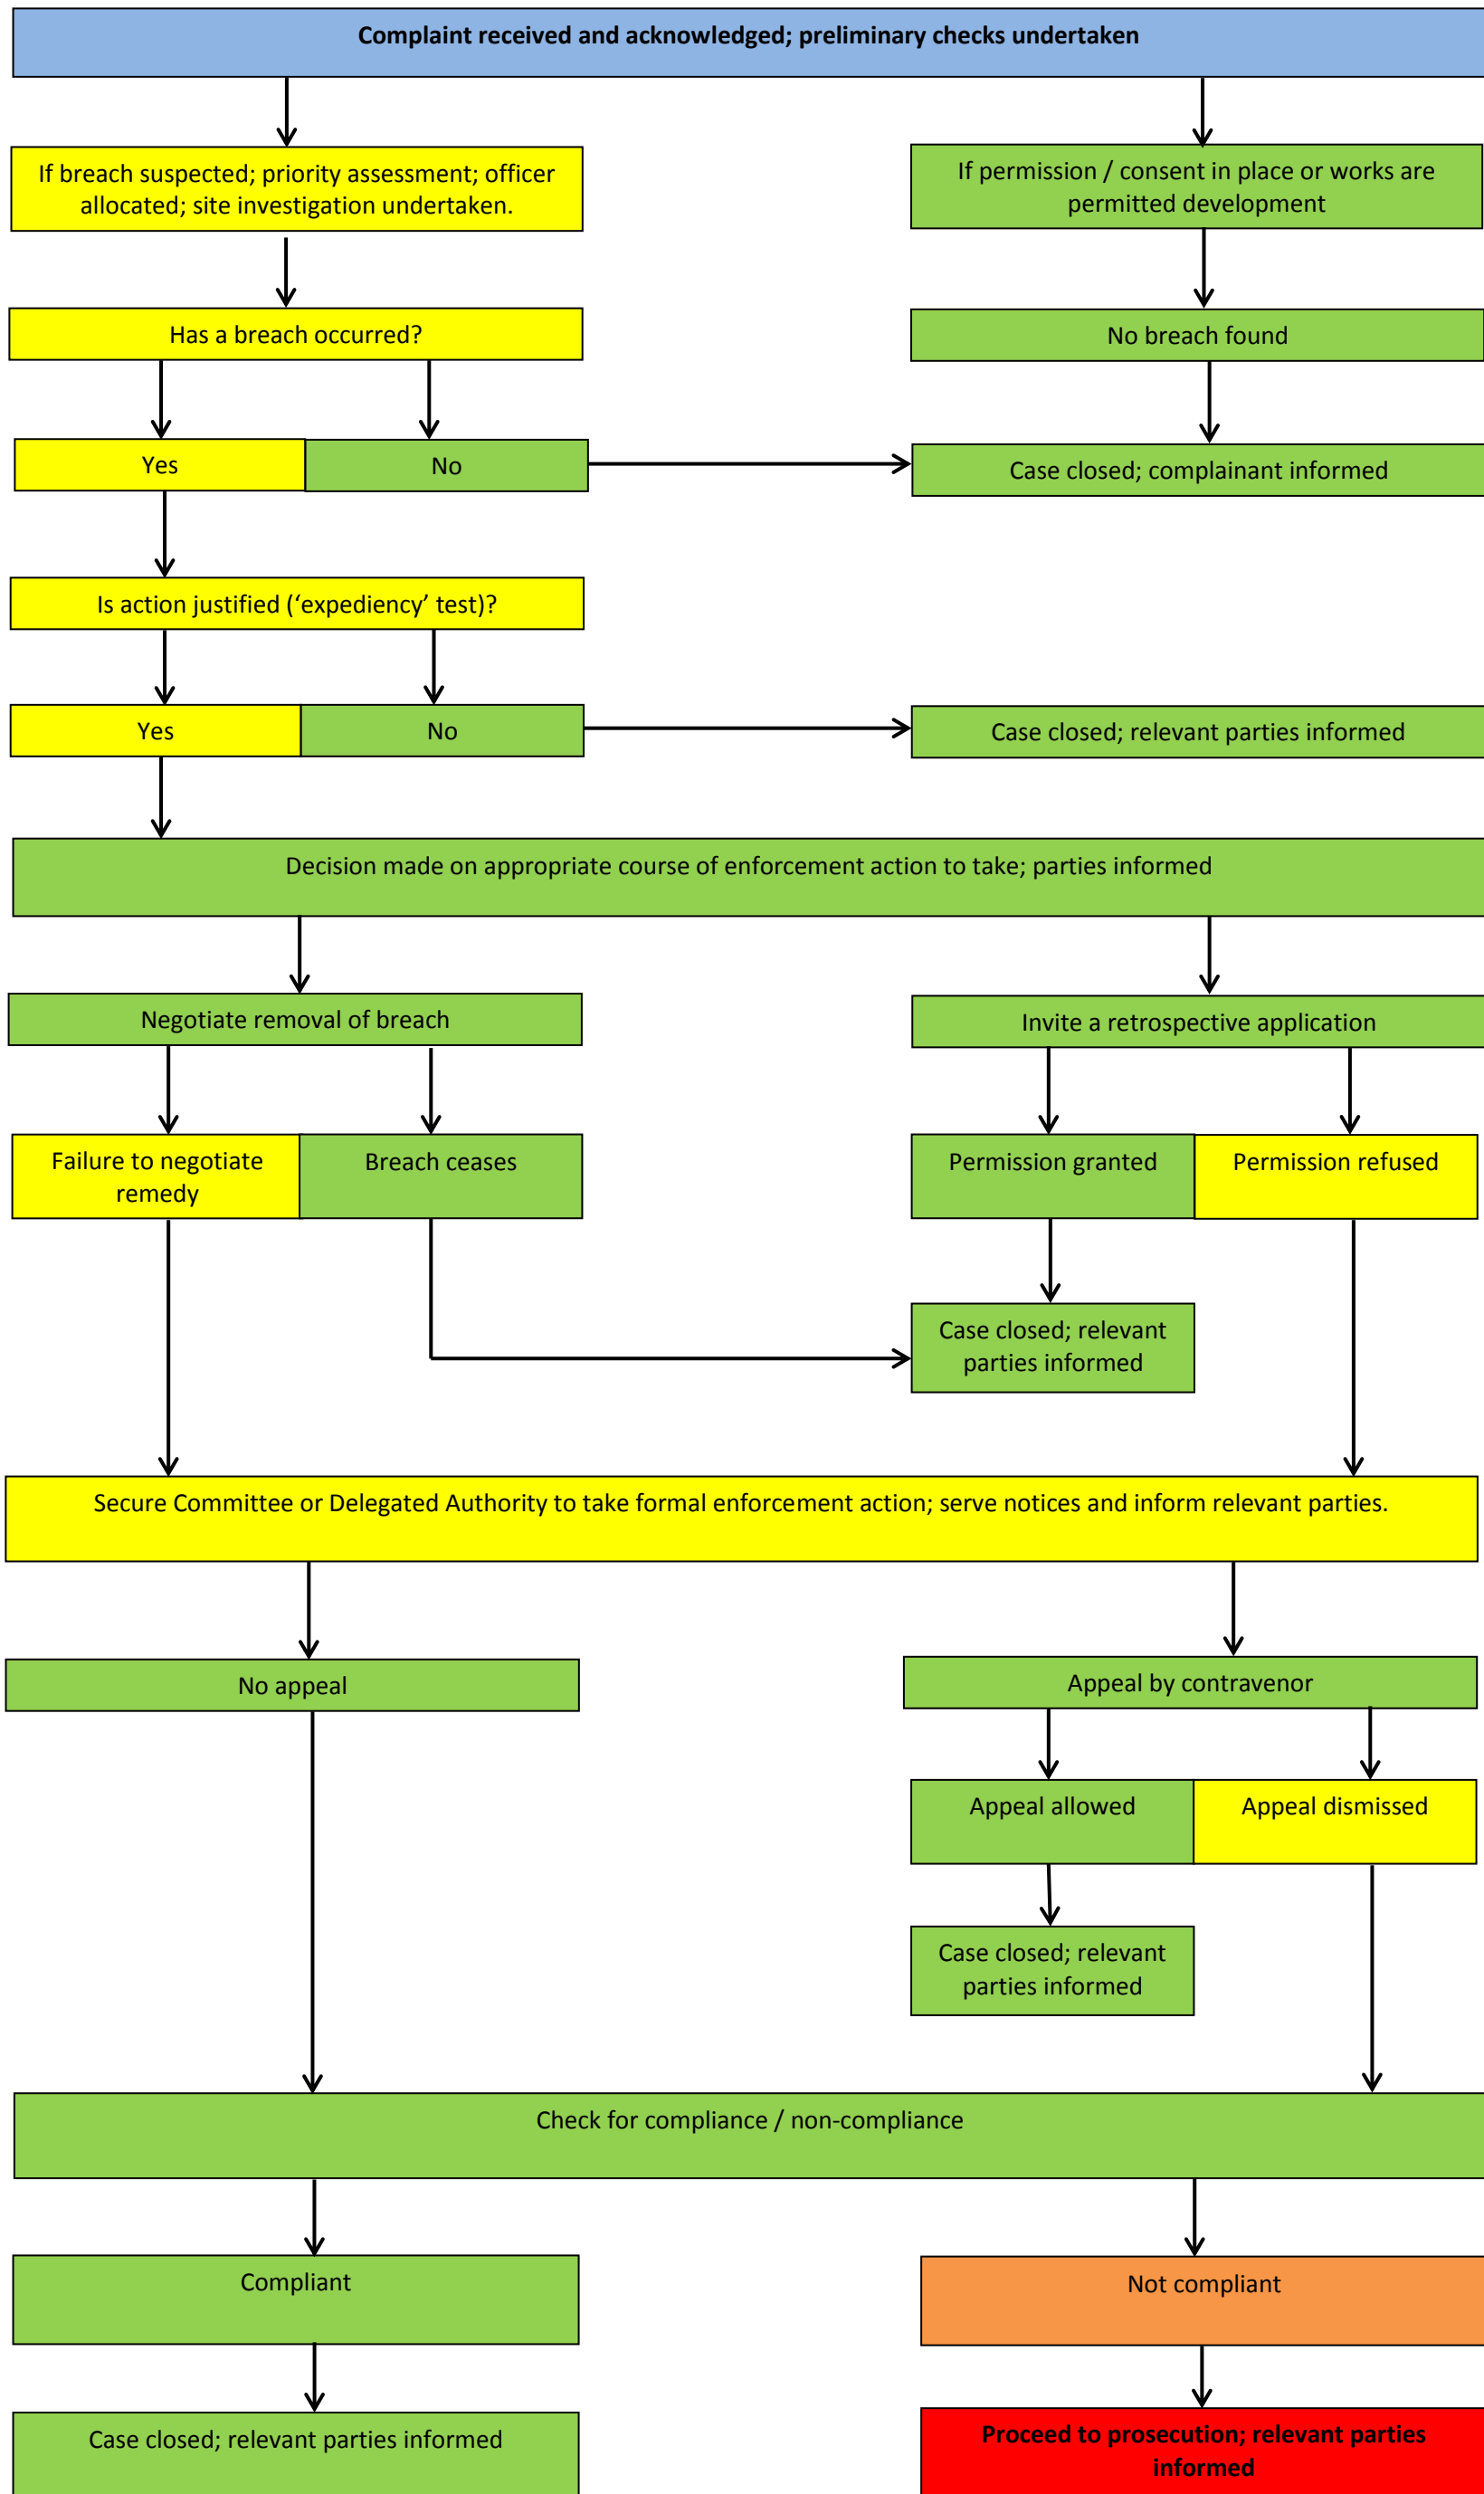 Complaint received and acknowledged; preliminary checks undertaken
If breach suspected; priority assessment; officer
allocated; site investigation undertaken.
If permission / consent in place or works are
permitted development
Has a breach occurred?
No breach found
Yes
No
Case closed; complainant informed
Is action justified (‘expediency’ test)?
Yes
No
Case closed; relevant parties informed
Decision made on appropriate course of enforcement action to take; parties informed
Negotiate removal of breach
Invite a retrospective application
Failure to negotiate
remedy
Breach ceases
Permission granted
Permission refused
Case closed; relevant
parties informed
Secure Committee or Delegated Authority to take formal enforcement action; serve notices and inform relevant parties.
No appeal
Appeal by contravenor
Appeal allowed
Appeal dismissed
Case closed; relevant
parties informed
Check for compliance / non-compliance
Compliant
Not compliant
Case closed; relevant parties informed
Proceed to prosecution; relevant parties
informed